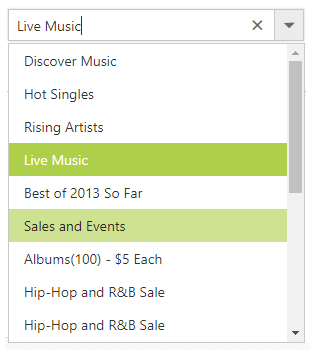 Live Music
Discover Music
Hot Singles
Rising Artists
Live Music
Best of 2013 So Far
Sales and Events
Albums(100) - $5 Each
Hip-Hop and R&B Sale
Hip-Hop and R&B Sale